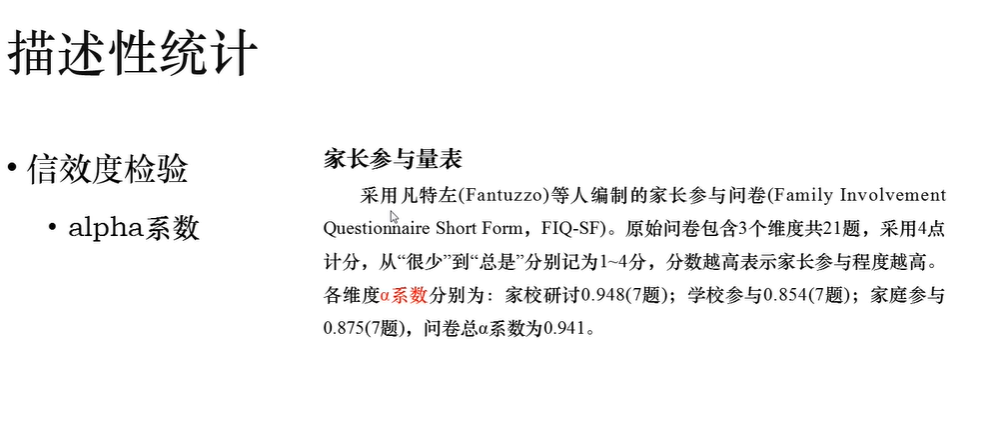 描述性统计
• 信效度检验
• alpha系数
家长参与量表
采用凡特左(Fantuzzo)等人编制的家长参与问卷(Family Involvement
Questionnaire Short Form，FIQ-SF)。原始问卷包含3个维度共21题，采用4点
计分，从“很少”到“总是”分别记为1~4分，分数越高表示家长参与程度越高。
各维度α系数分别为：家校研讨0.948(7题)；学校参与0.854(7题)；家庭参与
0.875(7题)，问卷总α系数为0.941。